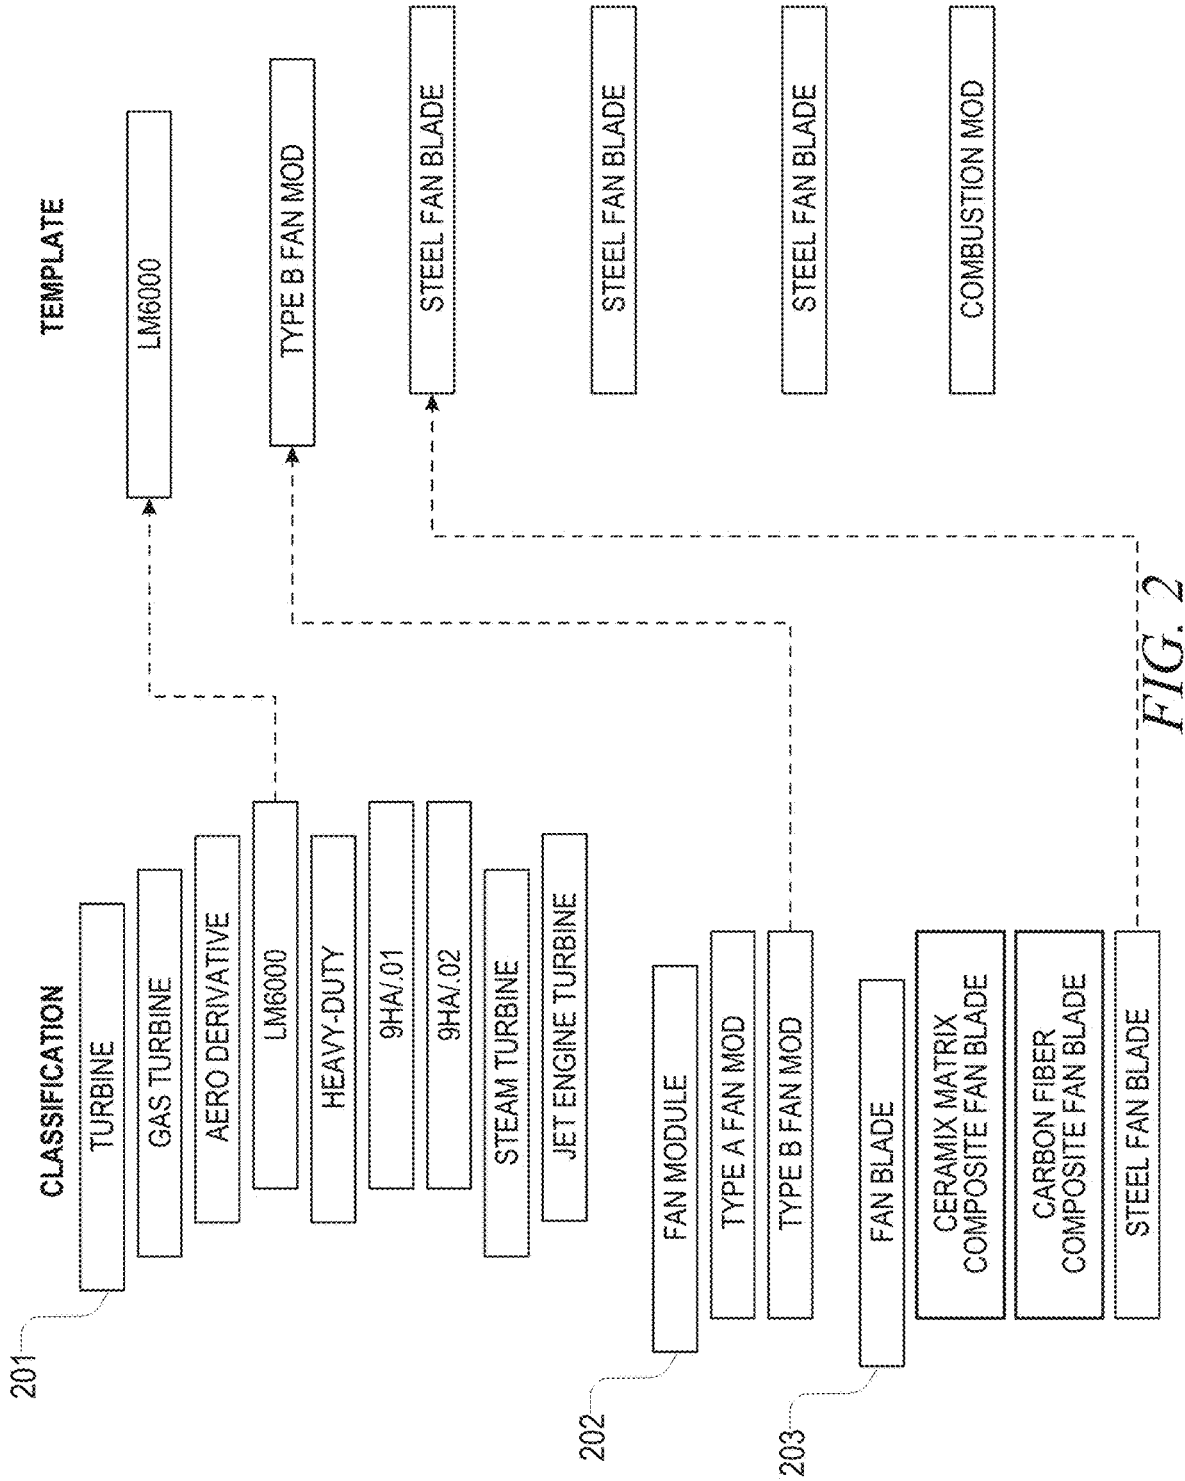 CLASSIFICATION
TEMPLATE
201
TURBINE
GAS TURBINE
AERO DERIVATIVE
LM6000
HEAVY-DUTY
9HA/.01
9HA/.02
STEAM TURBINE
JET ENGINE TURBINE
202
FAN MODULE
TYPE A FAN MOD
TYPE B FAN MOD
203
FAN BLADE
CERAMIX MATRIX
COMPOSITE FAN BLADE
CARBON FIBER
COMPOSITE FAN BLADE
STEEL FAN BLADE
LM6000
TYPE B FAN MOD
STEEL FAN BLADE
STEEL FAN BLADE
STEEL FAN BLADE
COMBUSTION MOD
FIG. 2